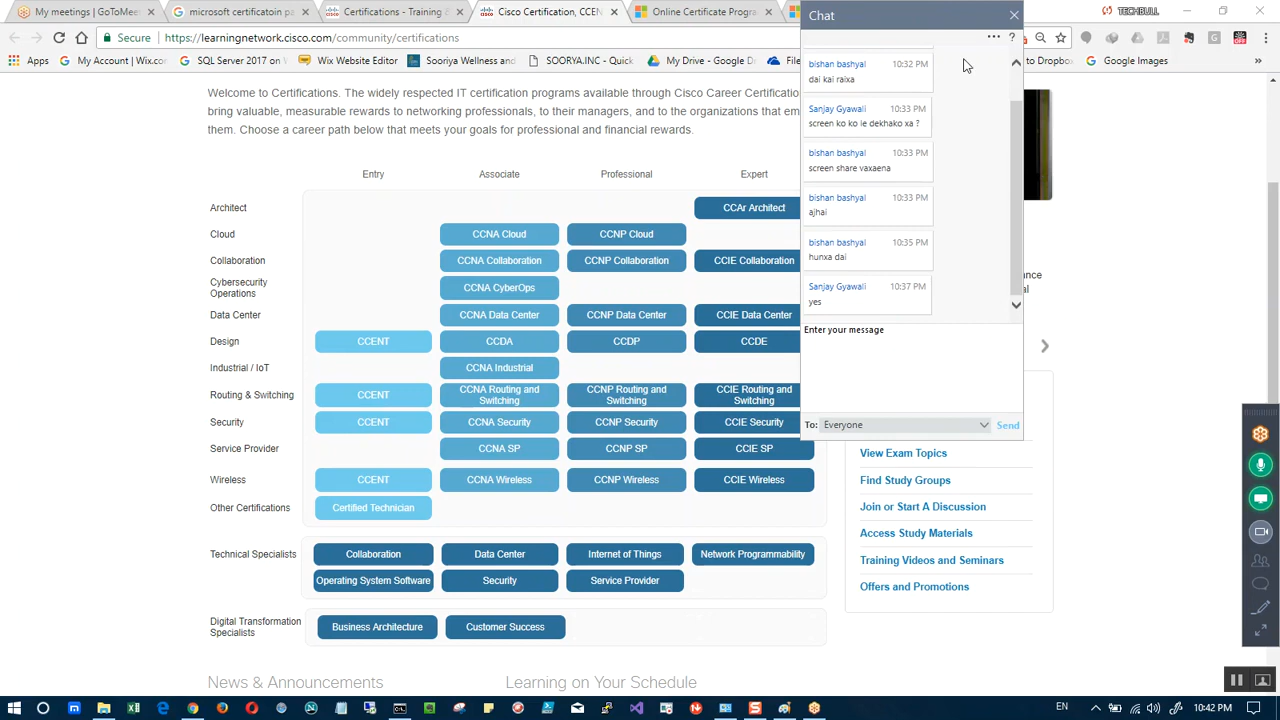 My meetings | GoToMee
microsoft certificatoin pa
Certifications - Training &
Cisco Certification, CCEN
Online Certificate Progra
TECHBULL
Secure
https://learningnetwork.cisco.com/community/certifications
Apps
My Account | Wix.com
SQL Server 2017 on D
Wix Website Editor
Sooriya Wellness and
SOORYA.INC - Google
My Drive - Google Dri
to Dropbox
Google Images
Welcome to Certifications. The widely respected IT certification programs available through Cisco Career Certification
bring valuable, measurable rewards to networking professionals, to their managers, and to the organizations that em
them. Choose a career path below that meets your goals for professional and financial rewards.
Entry Associate Professional Expert
Architect CCAr Architect
Cloud CCNA Cloud CCNP Cloud
Collaboration CCNA Collaboration CCNP Collaboration CCIE Collaboration
Cybersecurity
Operations
CCNA CyberOps
Data Center CCNA Data Center CCNP Data Center CCIE Data Center
Design CCENT CCDA CCDP CCDE
Industrial / IoT CCNA Industrial
Routing & Switching CCENT
CCNA Routing and
Switching
CCNP Routing and
Switching
CCIE Routing and
Switching
Security CCENT CCNA Security CCNP Security CCIE Security
Service Provider CCNA SP CCNP SP CCIE SP
Wireless CCENT CCNA Wireless CCNP Wireless CCIE Wireless
Other Certifications Certified Technician
Technical Specialists Collaboration Data Center Internet of Things Network Programmability
Operating System Software Security Service Provider
Digital Transformation
Specialists
Business Architecture Customer Success
News & Announcements
Learning on Your Schedule
Chat
?
bishan bashyal 10:32 PM
dai kai raixa
Sanjay Gyawali 10:33 PM
screen ko ko le dekhako xa ?
bishan bashyal 10:33 PM
screen share vaxaena
bishan bashyal 10:33 PM
ajhai
bishan bashyal 10:35 PM
hunxa dai
Sanjay Gyawali 10:37 PM
yes
Enter your message
To: Everyone Send
ance
al
View Exam Topics
Find Study Groups
Join or Start A Discussion
Access Study Materials
Training Videos and Seminars
Offers and Promotions
EN
10:42 PM